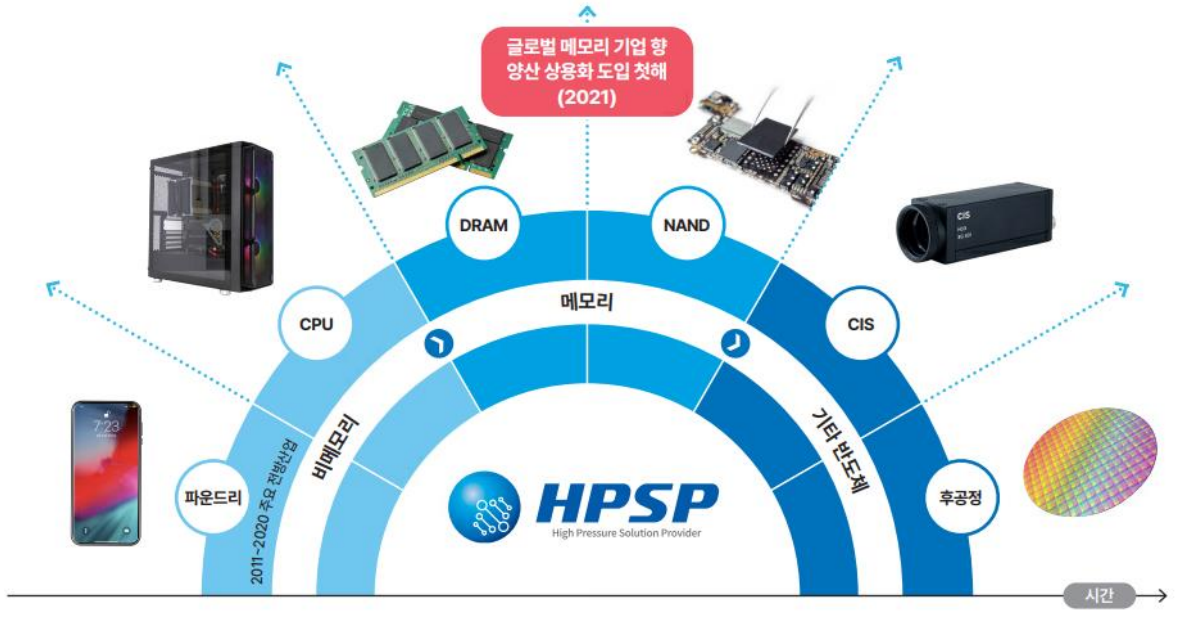 글로벌 메모리 기업 향
양산 상용화 도입 첫해
(2021)
DRAM
NAND
CIS
CPU
메모리
CIS
7:23
비메모리
기타 반도체
파운드리
2011~2020 주요 전방산업
후공정
HPSP
High Pressure Solution Provider
시간